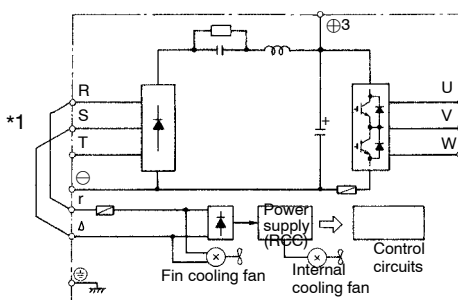 ⊕3
R
S
T
*1
U
V
W
⊖
r
Δ
Power
supply
(RCC)
Control
circuits
Fin cooling fan
Internal
cooling fan
+